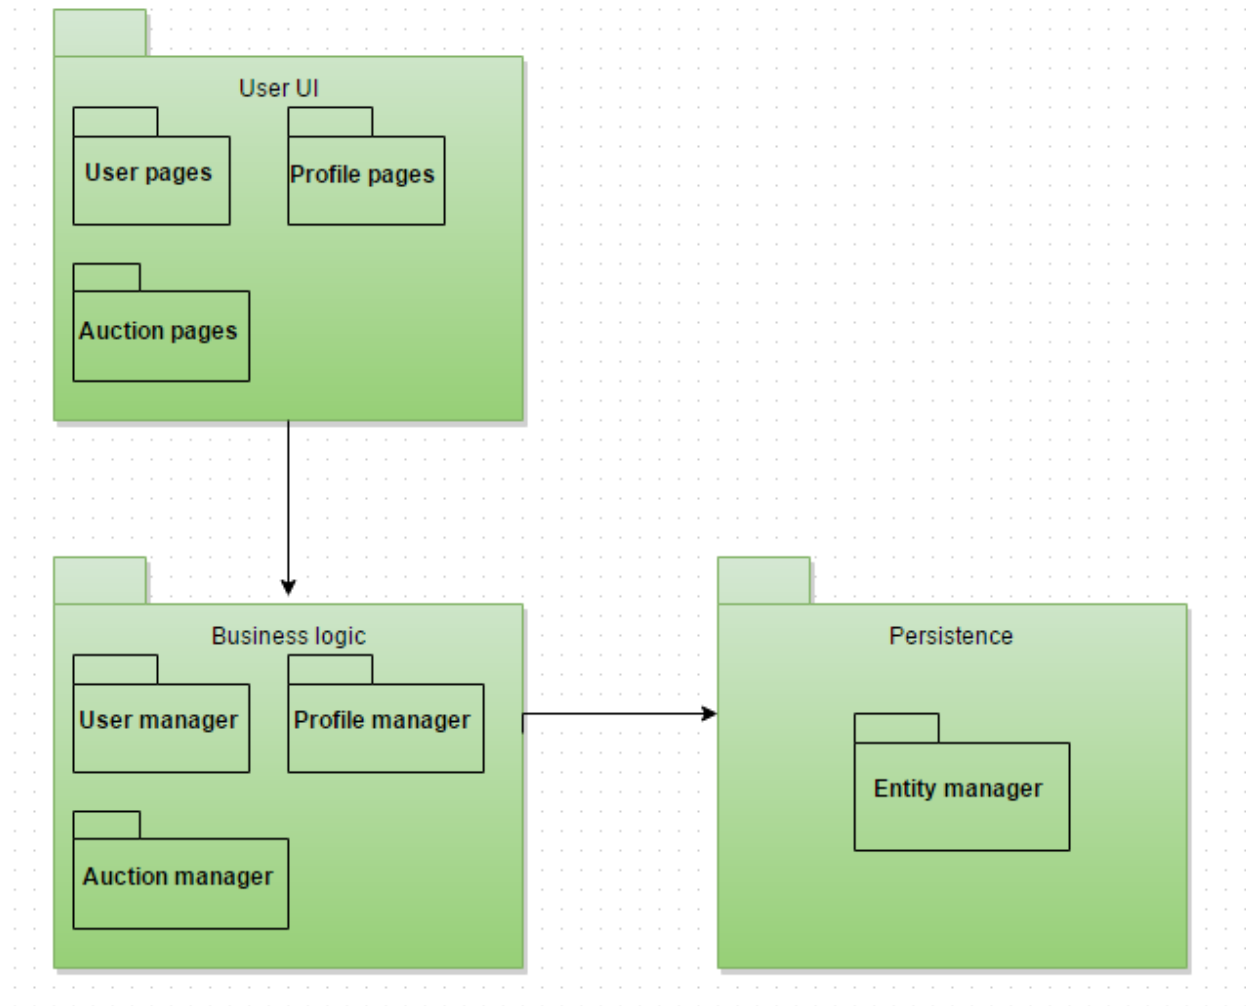 User UI
User pages
Profile pages
Auction pages
Business logic
User manager
Profile manager
Auction manager
Persistence
Entity manager